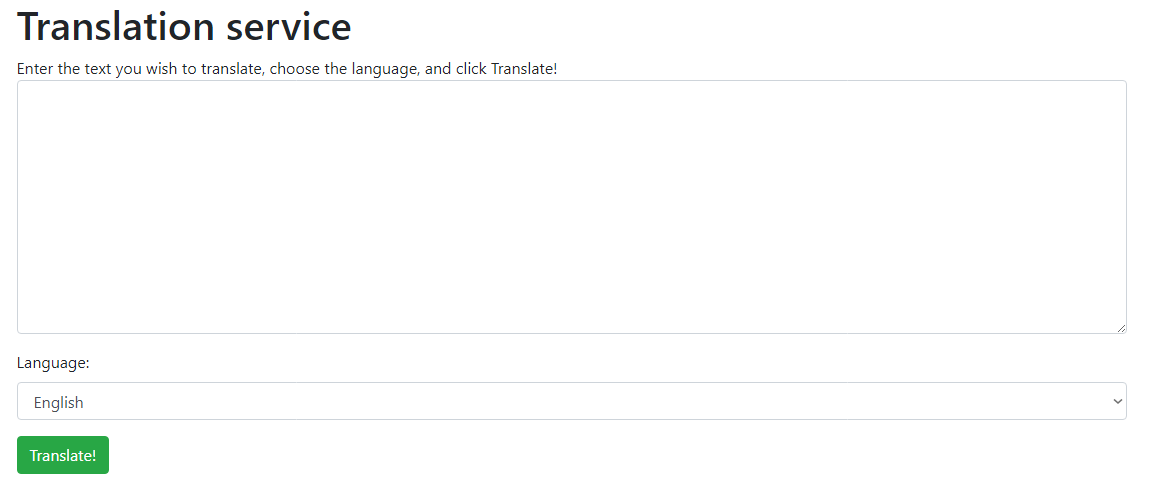 Translation service
Enter the text you wish to translate, choose the language, and click Translate!
Language:
English
Translate!